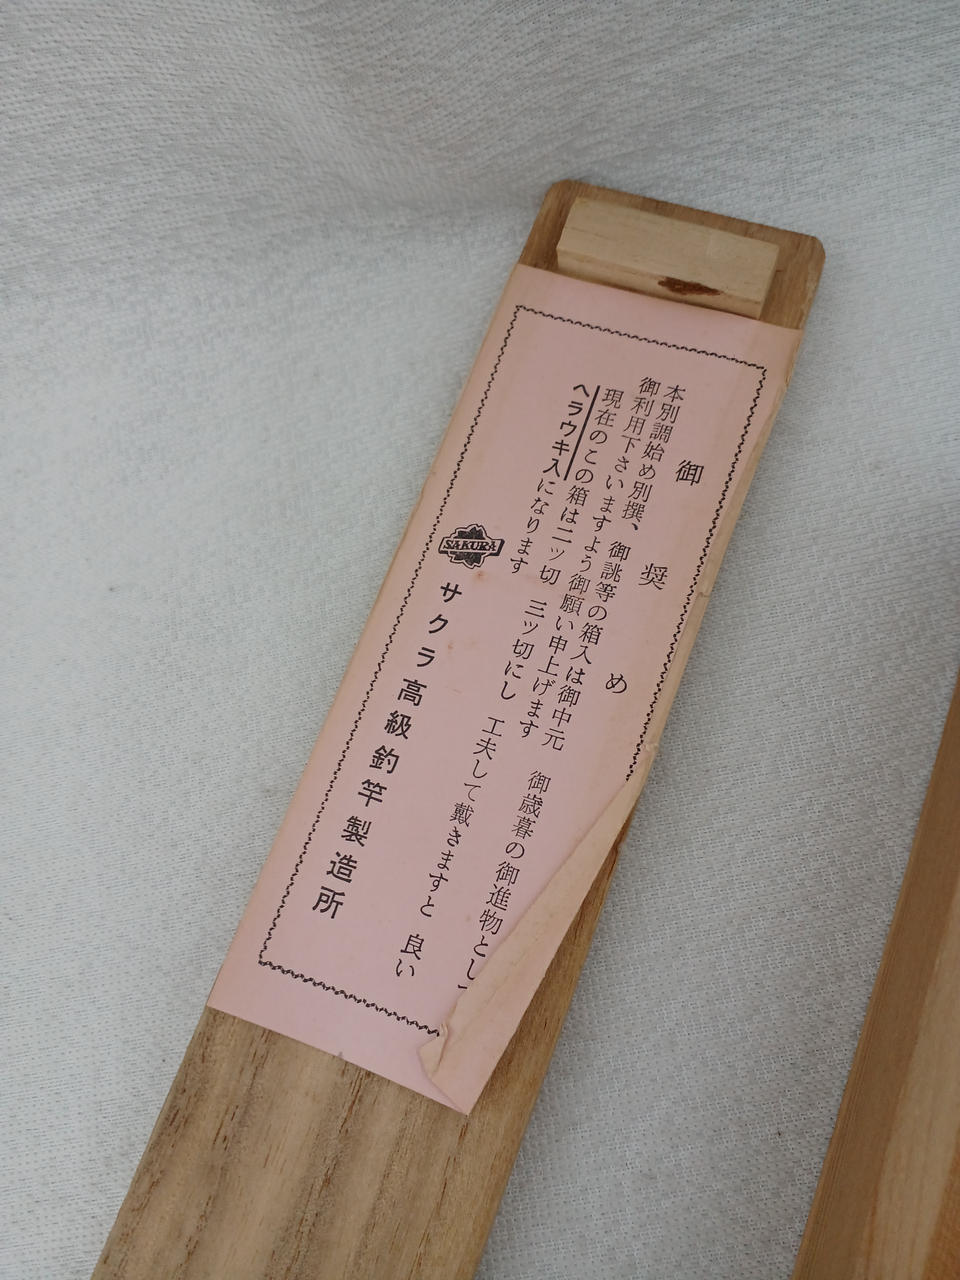 御奨め
本別調始め別撰、御誂等の箱入は御中元 御歳暮の御進物とし
御利用下さいますよう御願い申上げます
現在のこの箱は二ッ切 三ッ切にし 工夫して戴きますと 良い
ヘラウキ入になります
SAKURA
サクラ高級釣竿製造所